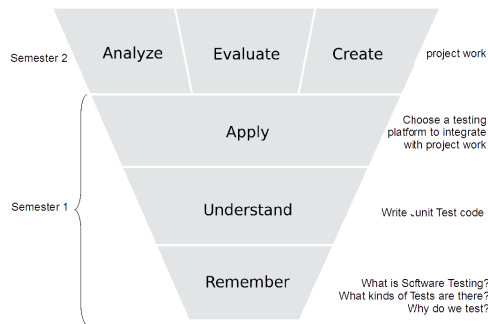 Semester 2
Analyze
Evaluate
Create
project work
Apply
Choose a testing
platform to integrate
with project work
Semester 1
Understand
Write unit Test code
Remember
What is Software Testing?
What kinds of Tests are there?
Why do we test?